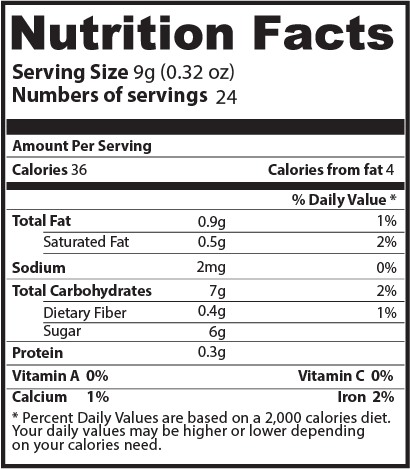 Nutrition Facts
Serving Size 9g (0.32 oz)
Numbers of servings 24
Amount Per Serving
Calories 36 Calories from fat 4
% Daily Value *
Total Fat 0.9g 1%
Saturated Fat 0.5g 2%
Sodium 2mg 0%
Total Carbohydrates 7g 2%
Dietary Fiber 0.4g 1%
Sugar 6g
Protein 0.3g
Vitamin A 0% Vitamin C 0%
Calcium 1% Iron 2%
* Percent Daily Values are based on a 2,000 calories diet.
Your daily values may be higher or lower depending
on your calories need.